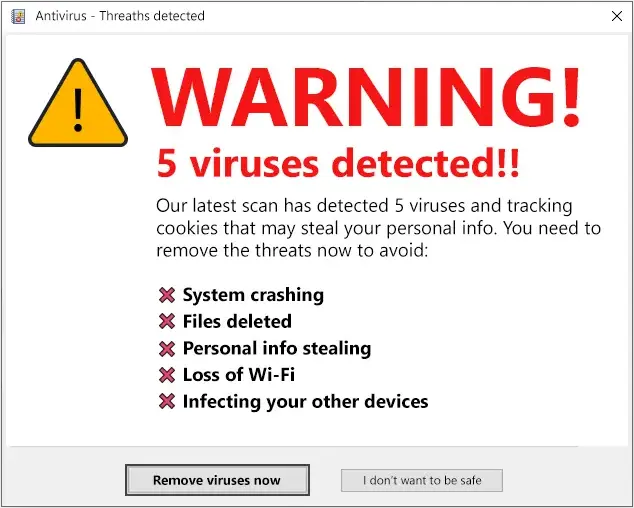 Antivirus - Threaths detected
WARNING!
5 viruses detected!!
Our latest scan has detected 5 viruses and tracking
cookies that may steal your personal info. You need to
remove the threats now to avoid:
System crashing
Files deleted
Personal info stealing
Loss of Wi-Fi
Infecting your other devices
Remove viruses now
I don't want to be safe